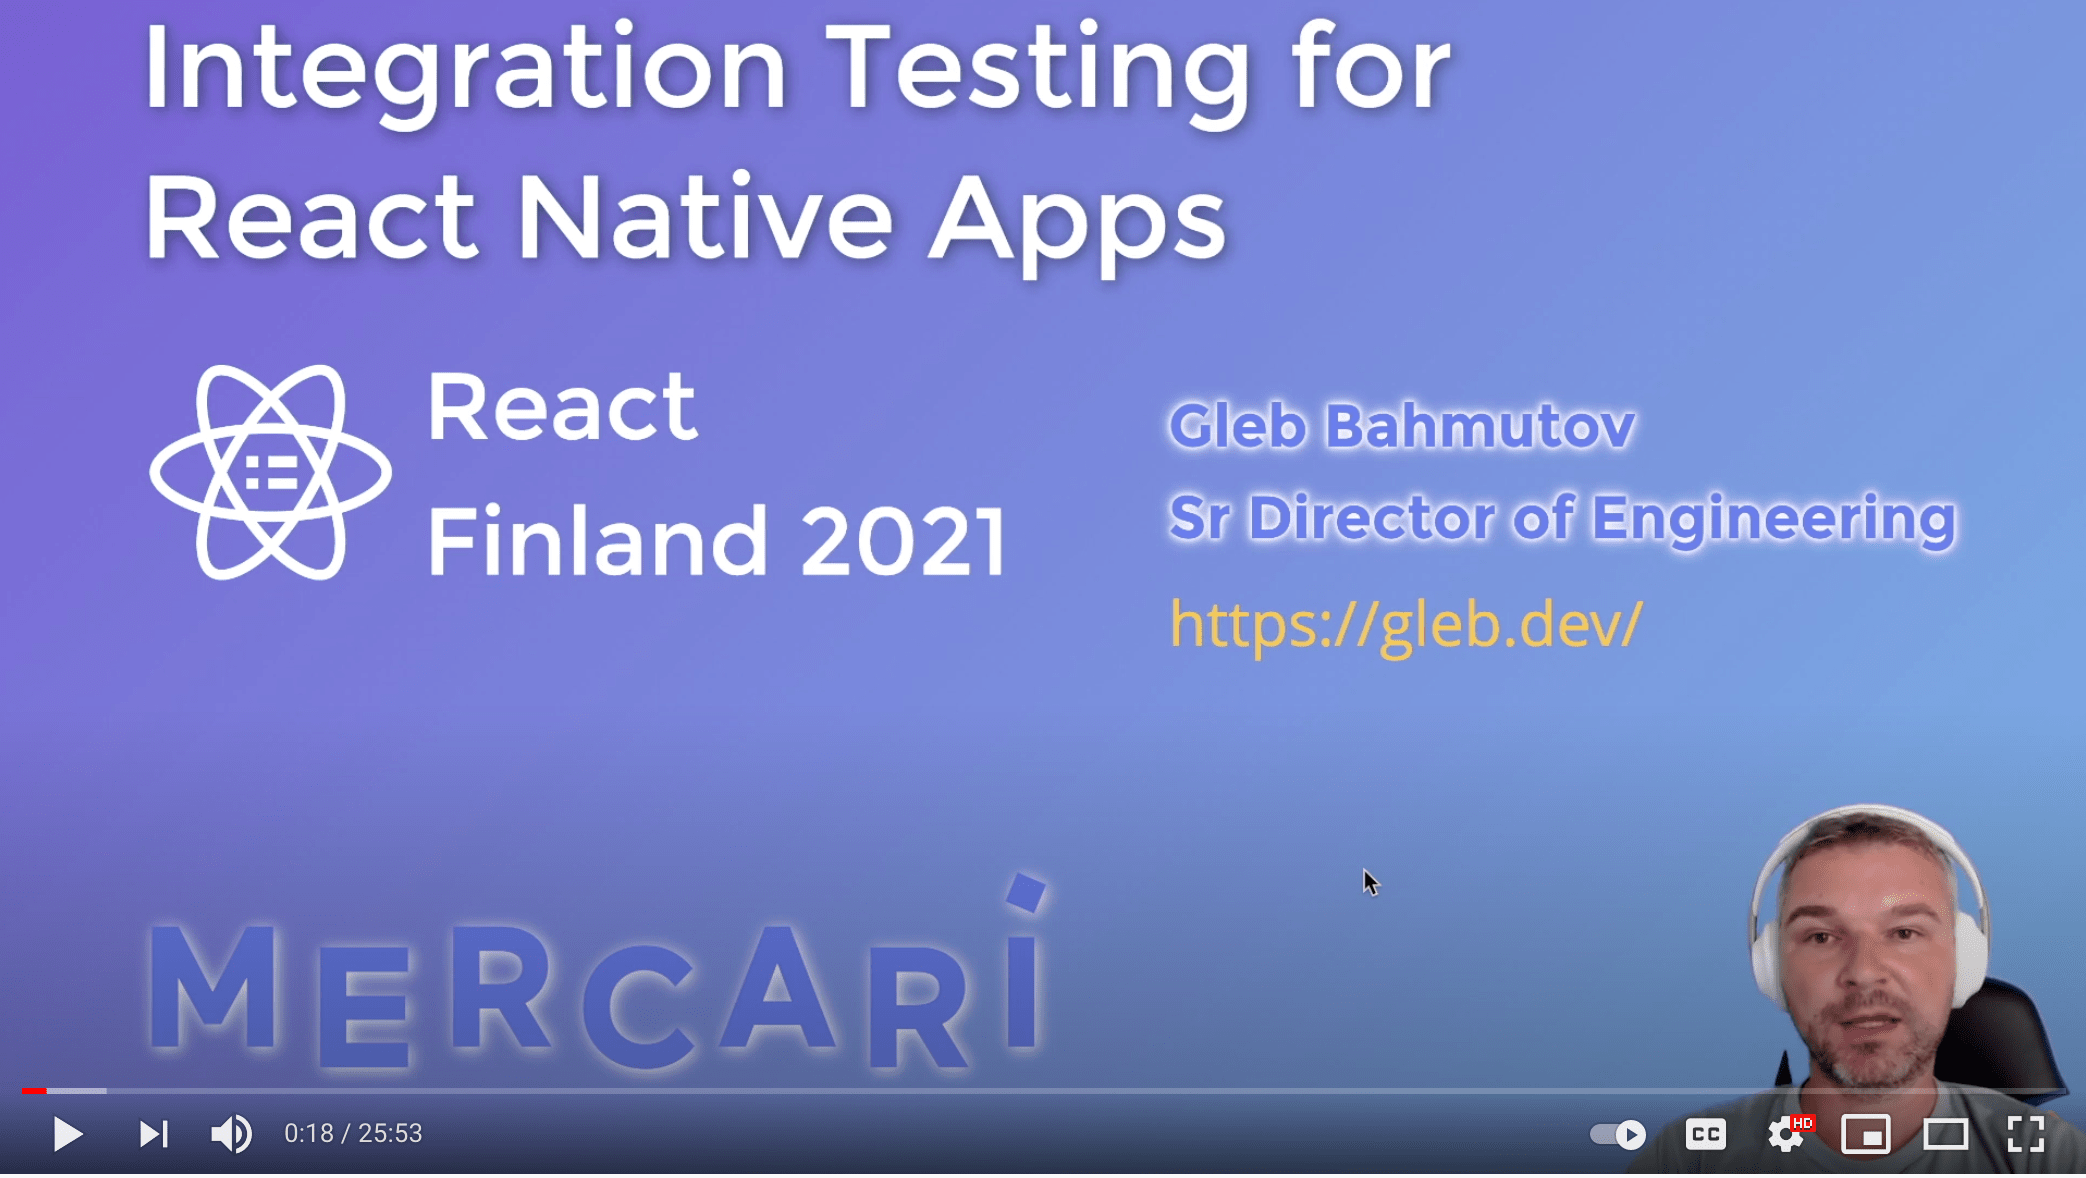 Integration Testing for
React Native Apps
React
Finland 2021
Gleb Bahmutov
Sr Director of Engineering
https://gleb.dev/
MERCARI
0:18 / 25:53
CC
HD